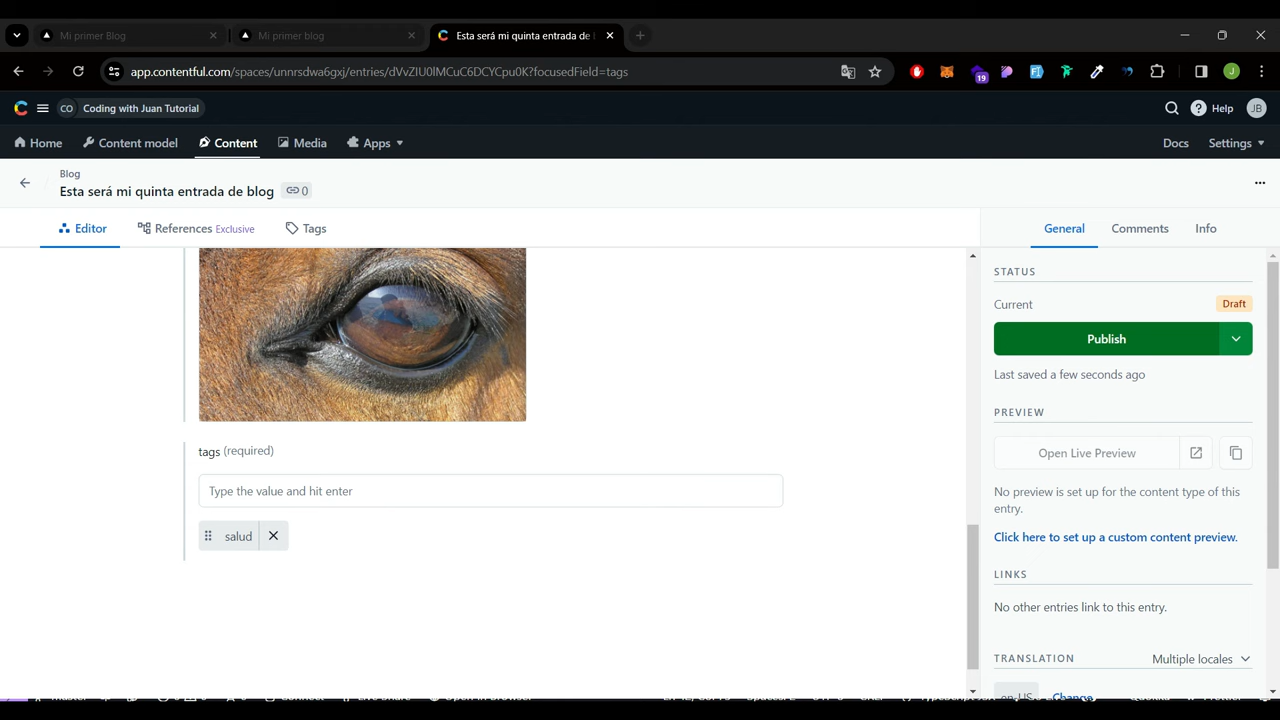 Mi primer Blog
Mi primer blog
Esta será mi quinta entrada de
app.contentful.com/spaces/unnrsdwa6gxj/entries/dVvZIU0IMCuC6DCYCpu0K?focusedField=tags
19
J
CO Coding with Juan Tutorial
Help JB
Home Content model Content Media Apps
Docs Settings
Blog
Esta será mi quinta entrada de blog 0
Editor References Exclusive Tags
General Comments Info
STATUS
Current Draft
Publish
Last saved a few seconds ago
PREVIEW
Open Live Preview
No preview is set up for the content type of this
entry.
Click here to set up a custom content preview.
LINKS
No other entries link to this entry.
TRANSLATION Multiple locales
en-US Change
tags (required)
Type the value and hit enter
salud